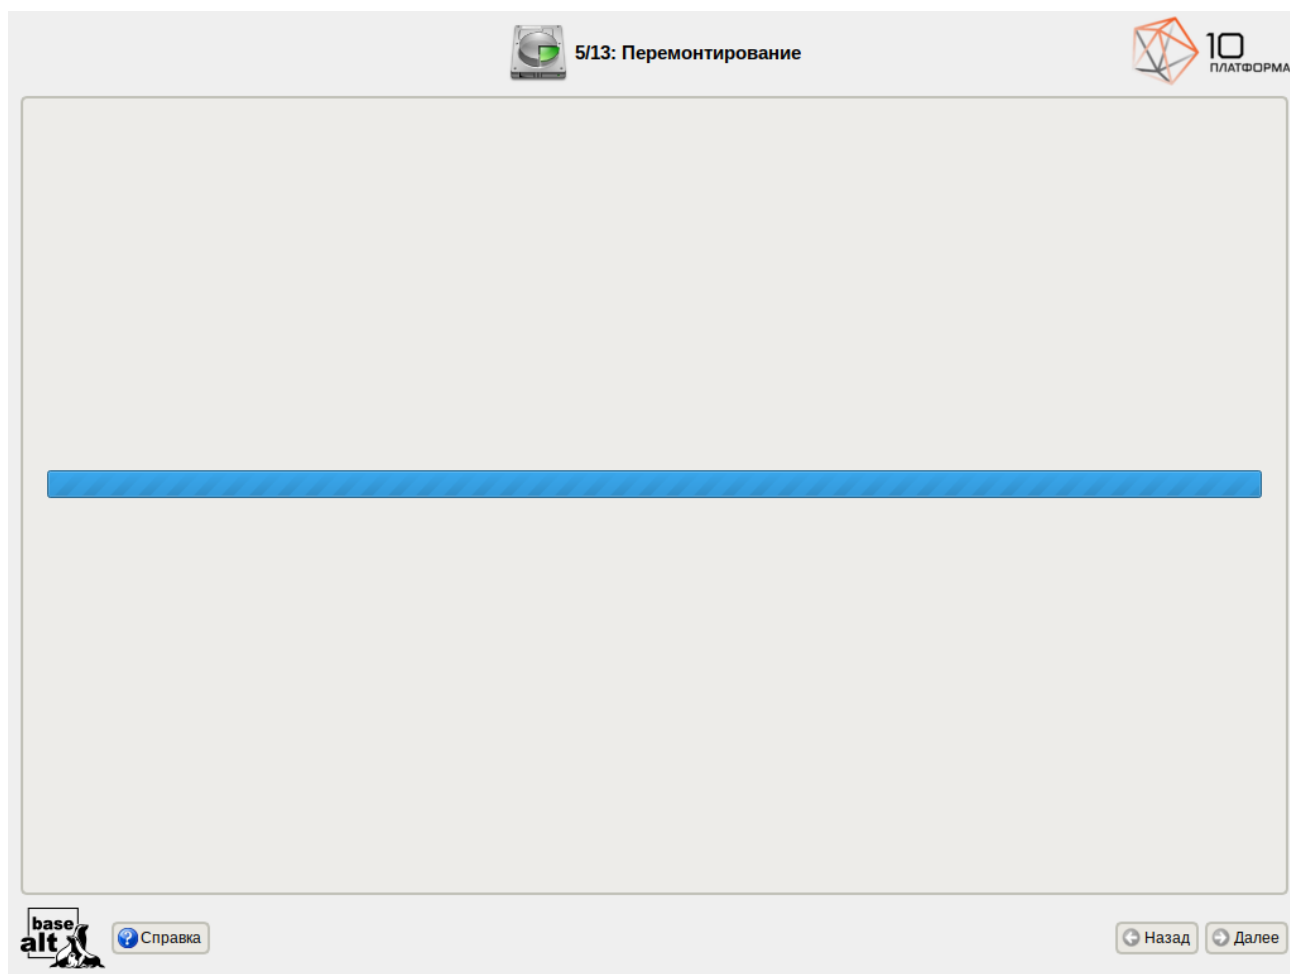 5/13: Перемонтирование
10
ПЛАТФОРМА
base
alt
Справка
Назад
Далее